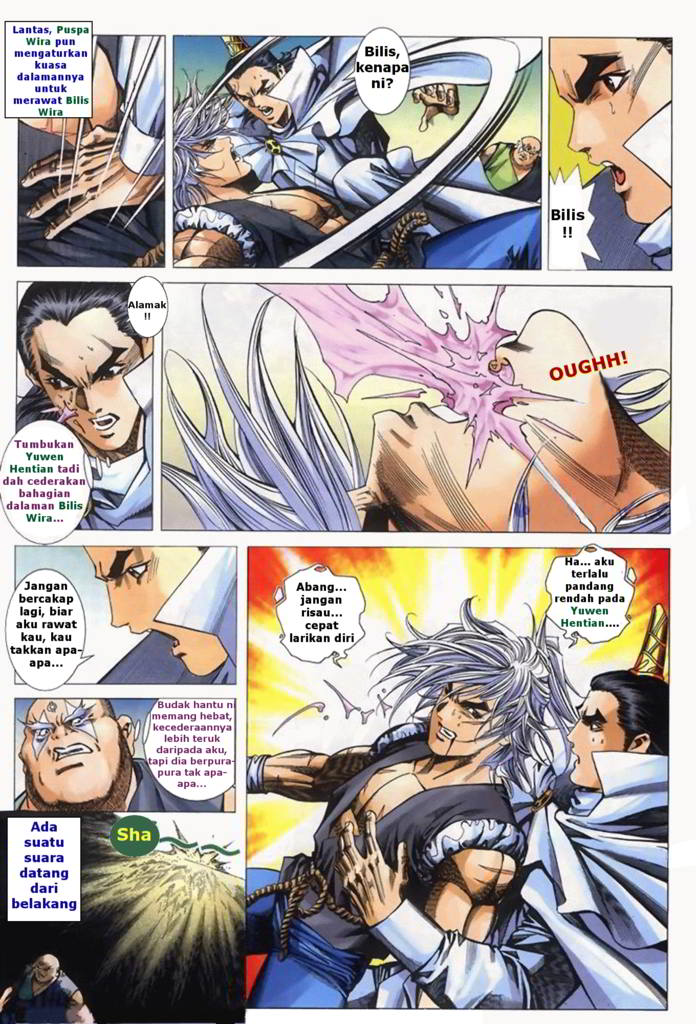 Lantas, Puspa
Wira pun
mengaturkan
kuasa
dalamannya
untuk
merawat Bilis
Wira
Bilis,
kenapa
ni?
Bilis
!!
Alamak
!!
Tumbukan
Yuwen
Hentian tadi
dah cederakan
bahagian
dalaman Bilis
Wira...
OUGHH!
Jangan
bercakap
lagi, biar
aku rawat
kau, kau
takkan apa-
apa...
Abang...
jangan
risau...
cepat
larikan diri
Ha... aku
terlalu
pandang
rendah pada
Yuwen
Hentian....
Budak hantu ni
memang hebat,
kecederaannya
lebih teruk
daripada aku,
tapi dia berpura-
pura tak apa-
apa...
Ada
suatu
suara
datang
dari
belakang
Sha